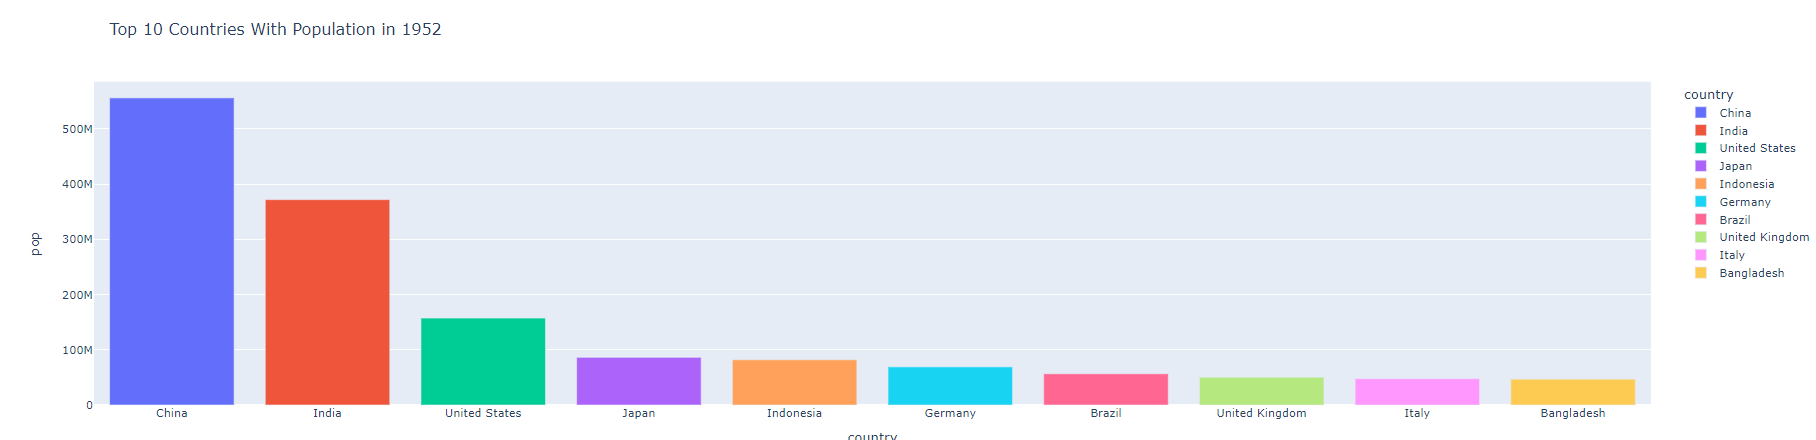 Top 10 Countries With Population in 1952
pop
500M
400M
300M
200M
100M
0
China
India
United States
Japan
Indonesia
Germany
Brazil
United Kingdom
Italy
Bangladesh
country
country
China
India
United States
Japan
Indonesia
Germany
Brazil
United Kingdom
Italy
Bangladesh